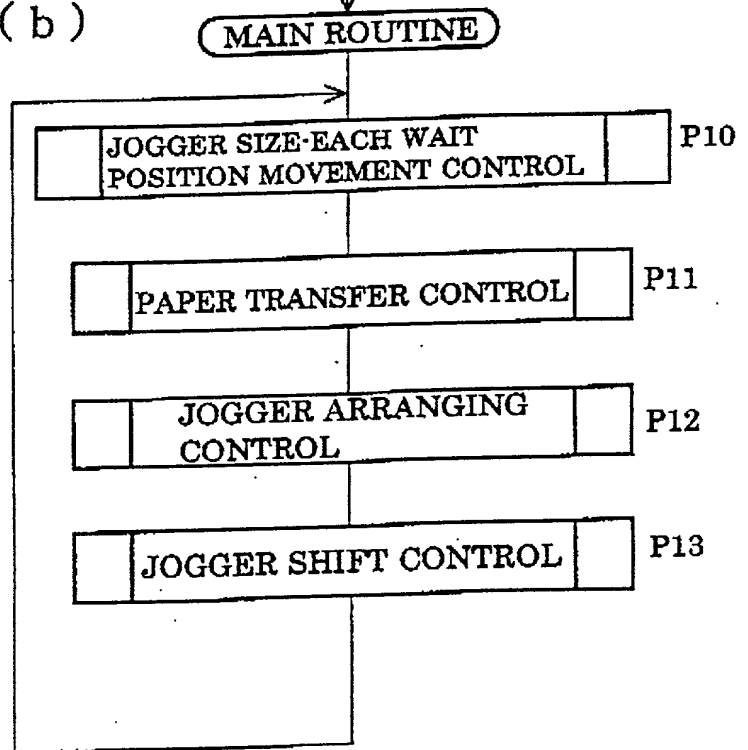 ( b )
MAIN ROUTINE
JOGGER SIZE·EACH WAIT
POSITION MOVEMENT CONTROL
P10
PAPER TRANSFER CONTROL
P11
JOGGER ARRANGING
CONTROL
P12
JOGGER SHIFT CONTROL
P13